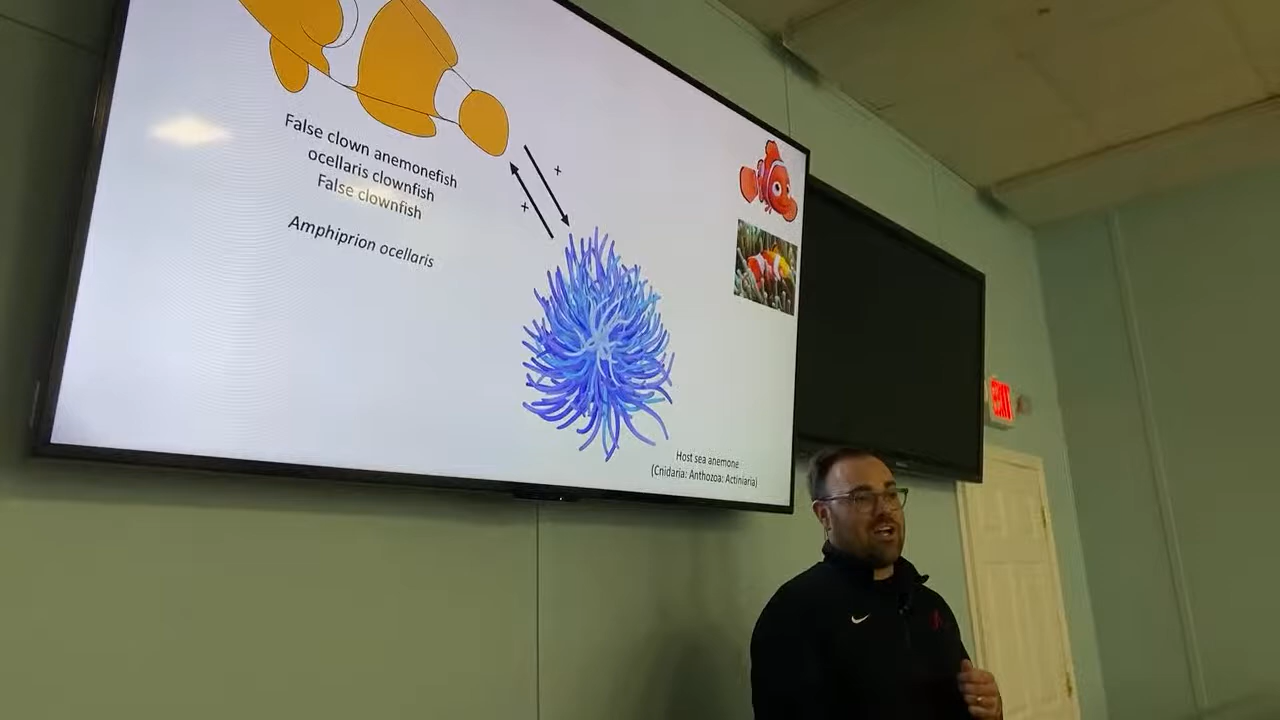 False clown anemonefish
ocellaris clownfish
False clownfish
Amphiprion ocellaris
+
+
Host sea anemone
(Cnidaria: Anthozoa: Actiniaria)
EXIT